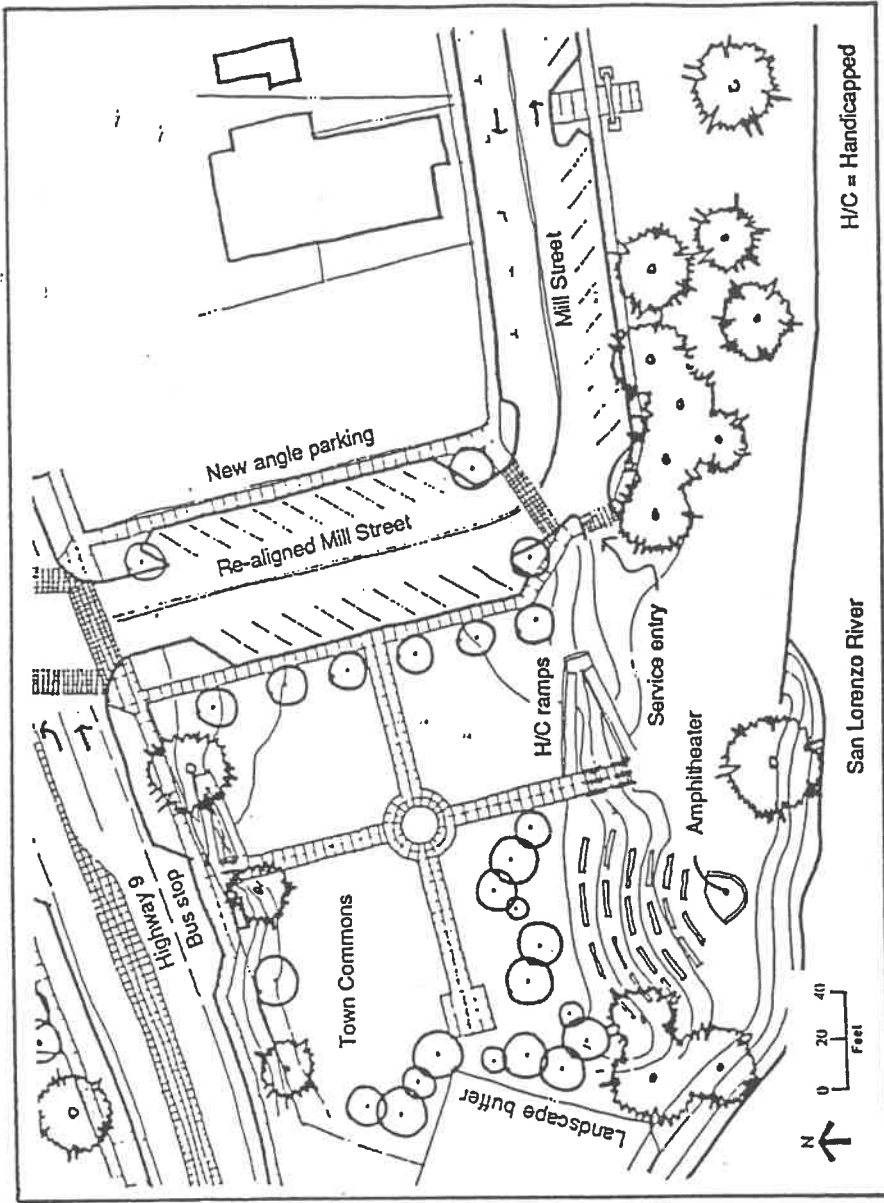 Highway 9
Bus stop
New angle parking
Re-aligned Mill Street
Mill Street
Town Commons
H/C ramps
Service entry
Amphitheater
Landscape buffer
San Lorenzo River
H/C = Handicapped
N
0 20 40
Feet